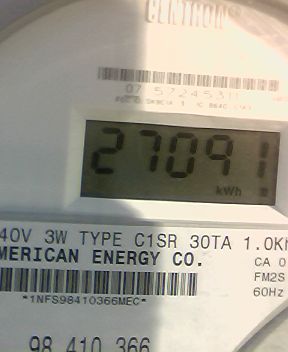 CENTRON
27091
kWh
40V 3W TYPE C1SR 30TA 1.0K
MERICAN ENERGY CO.
CA 0
FM2S
60Hz
*1NFS98410366MEC*
98 410 366